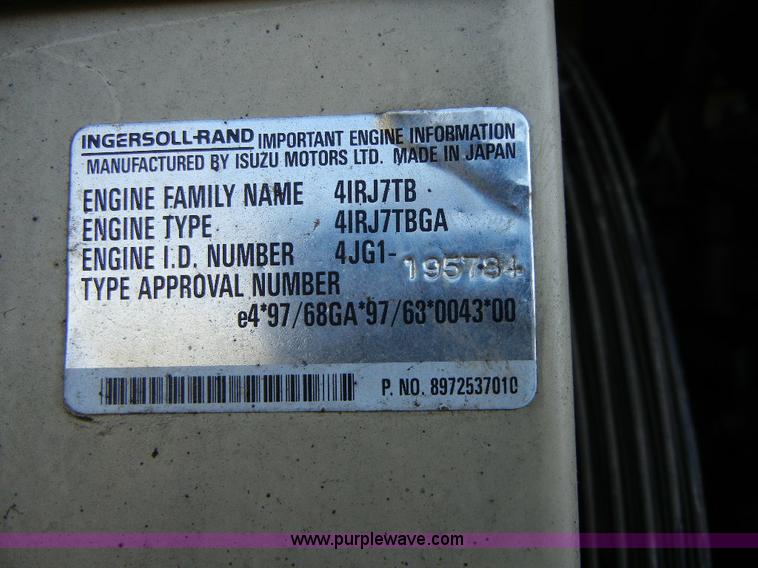 INGERSOLL-RAND IMPORTANT ENGINE INFORMATION
MANUFACTURED BY ISUZU MOTORS LTD. MADE IN JAPAN
ENGINE FAMILY NAME 4IRJ7TB
ENGINE TYPE 4IRJ7TBGA
ENGINE I.D. NUMBER 4JG1- 195784
TYPE APPROVAL NUMBER
e4*97/68GA*97/63*0043*00
P. NO. 8972537010
www.purplewave.com